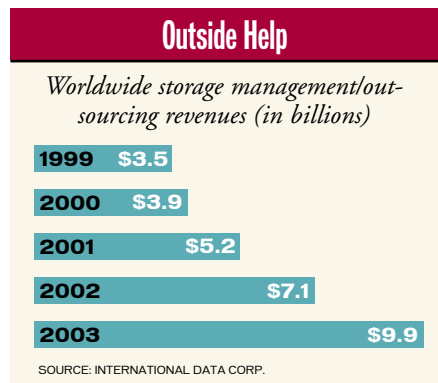 Outside Help
Worldwide storage management/out-
sourcing revenues (in billions)
1999 $3.5
2000 $3.9
2001 $5.2
2002 $7.1
2003 $9.9
SOURCE: INTERNATIONAL DATA CORP.